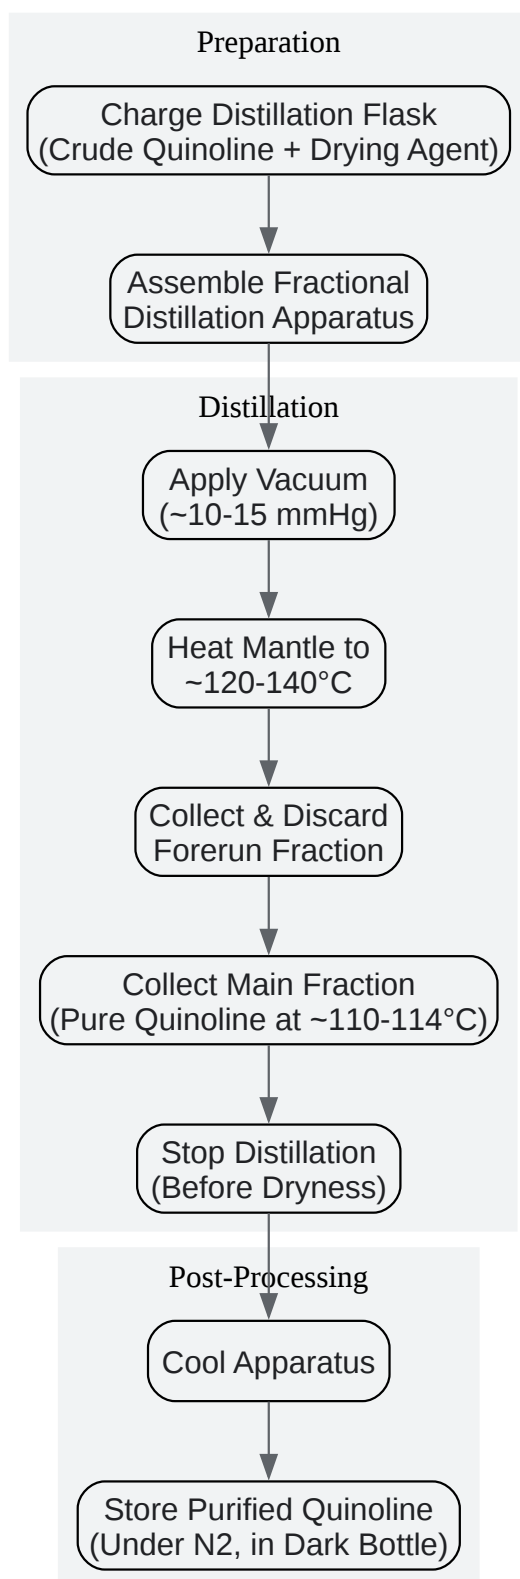 Preparation
Charge Distillation Flask
(Crude Quinoline + Drying Agent)
Assemble Fractional
Distillation Apparatus
Distillation
Apply Vacuum
(~10-15 mmHg)
Heat Mantle to
~120-140°C
Collect & Discard
Forerun Fraction
Collect Main Fraction
(Pure Quinoline at ~110-114°C)
Stop Distillation
(Before Dryness)
Post-Processing
Cool Apparatus
Store Purified Quinoline
(Under N2, in Dark Bottle)